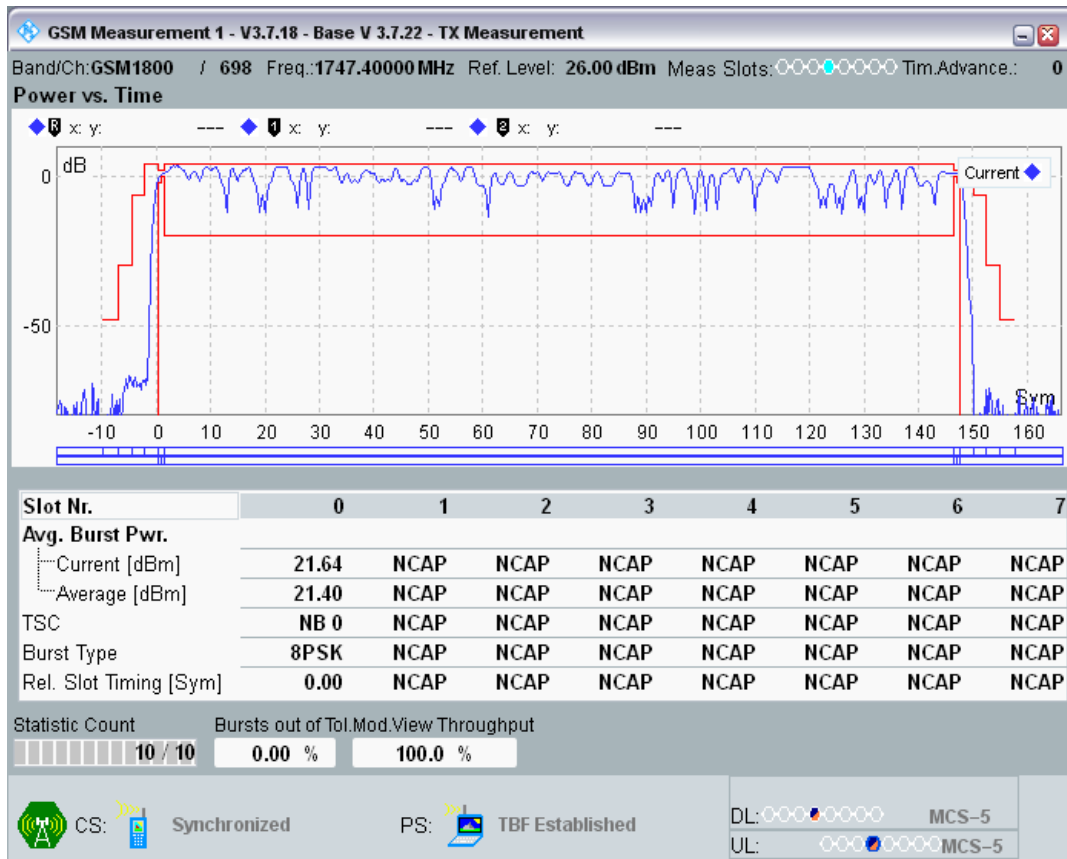 GSM Measurement 1 - V3.7.18 - Base V 3.7.22 - TX Measurement
Band/Ch:GSM1800 / 698 Freq.:1747.40000 MHz Ref. Level: 26.00 dBm Meas Slots: Tim.Advance.: 0
Power vs. Time
R x: y: --- 1 x: y: --- 2 x: y: ---
dB
Current
0
-50
Sym
-10 0 10 20 30 40 50 60 70 80 90 100 110 120 130 140 150 160
Slot Nr. 0 1 2 3 4 5 6 7
Avg. Burst Pwr.
Current [dBm] 21.64 NCAP NCAP NCAP NCAP NCAP NCAP NCAP
Average [dBm] 21.40 NCAP NCAP NCAP NCAP NCAP NCAP NCAP
TSC NB 0 NCAP NCAP NCAP NCAP NCAP NCAP NCAP
Burst Type 8PSK NCAP NCAP NCAP NCAP NCAP NCAP NCAP
Rel. Slot Timing [Sym] 0.00 NCAP NCAP NCAP NCAP NCAP NCAP NCAP
Statistic Count Bursts out of Tol.Mod.View Throughput
10 / 10 0.00 % 100.0 %
CS: Synchronized PS: TBF Established
DL: MCS-5
UL: MCS-5